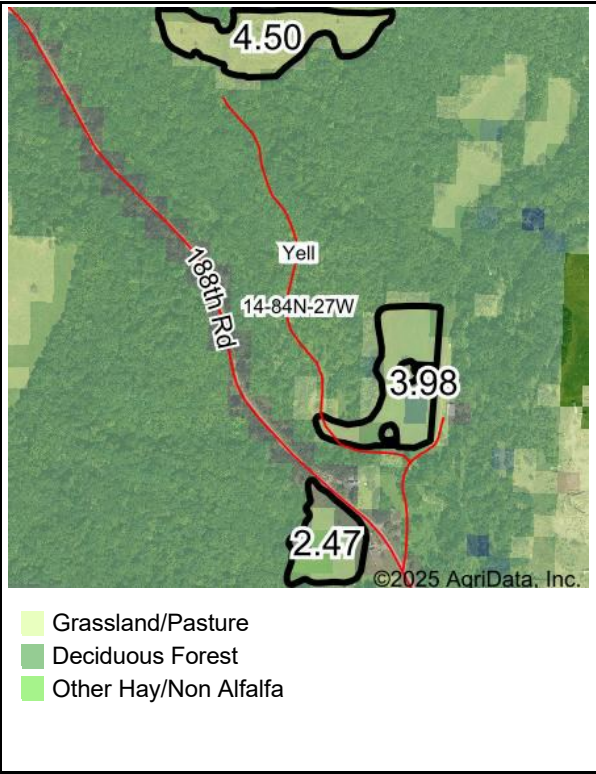 4.50
Yell
188th Rd
14-84N-27W
3.98
2.47
©2025 AgriData, Inc.
Grassland/Pasture
Deciduous Forest
Other Hay/Non Alfalfa